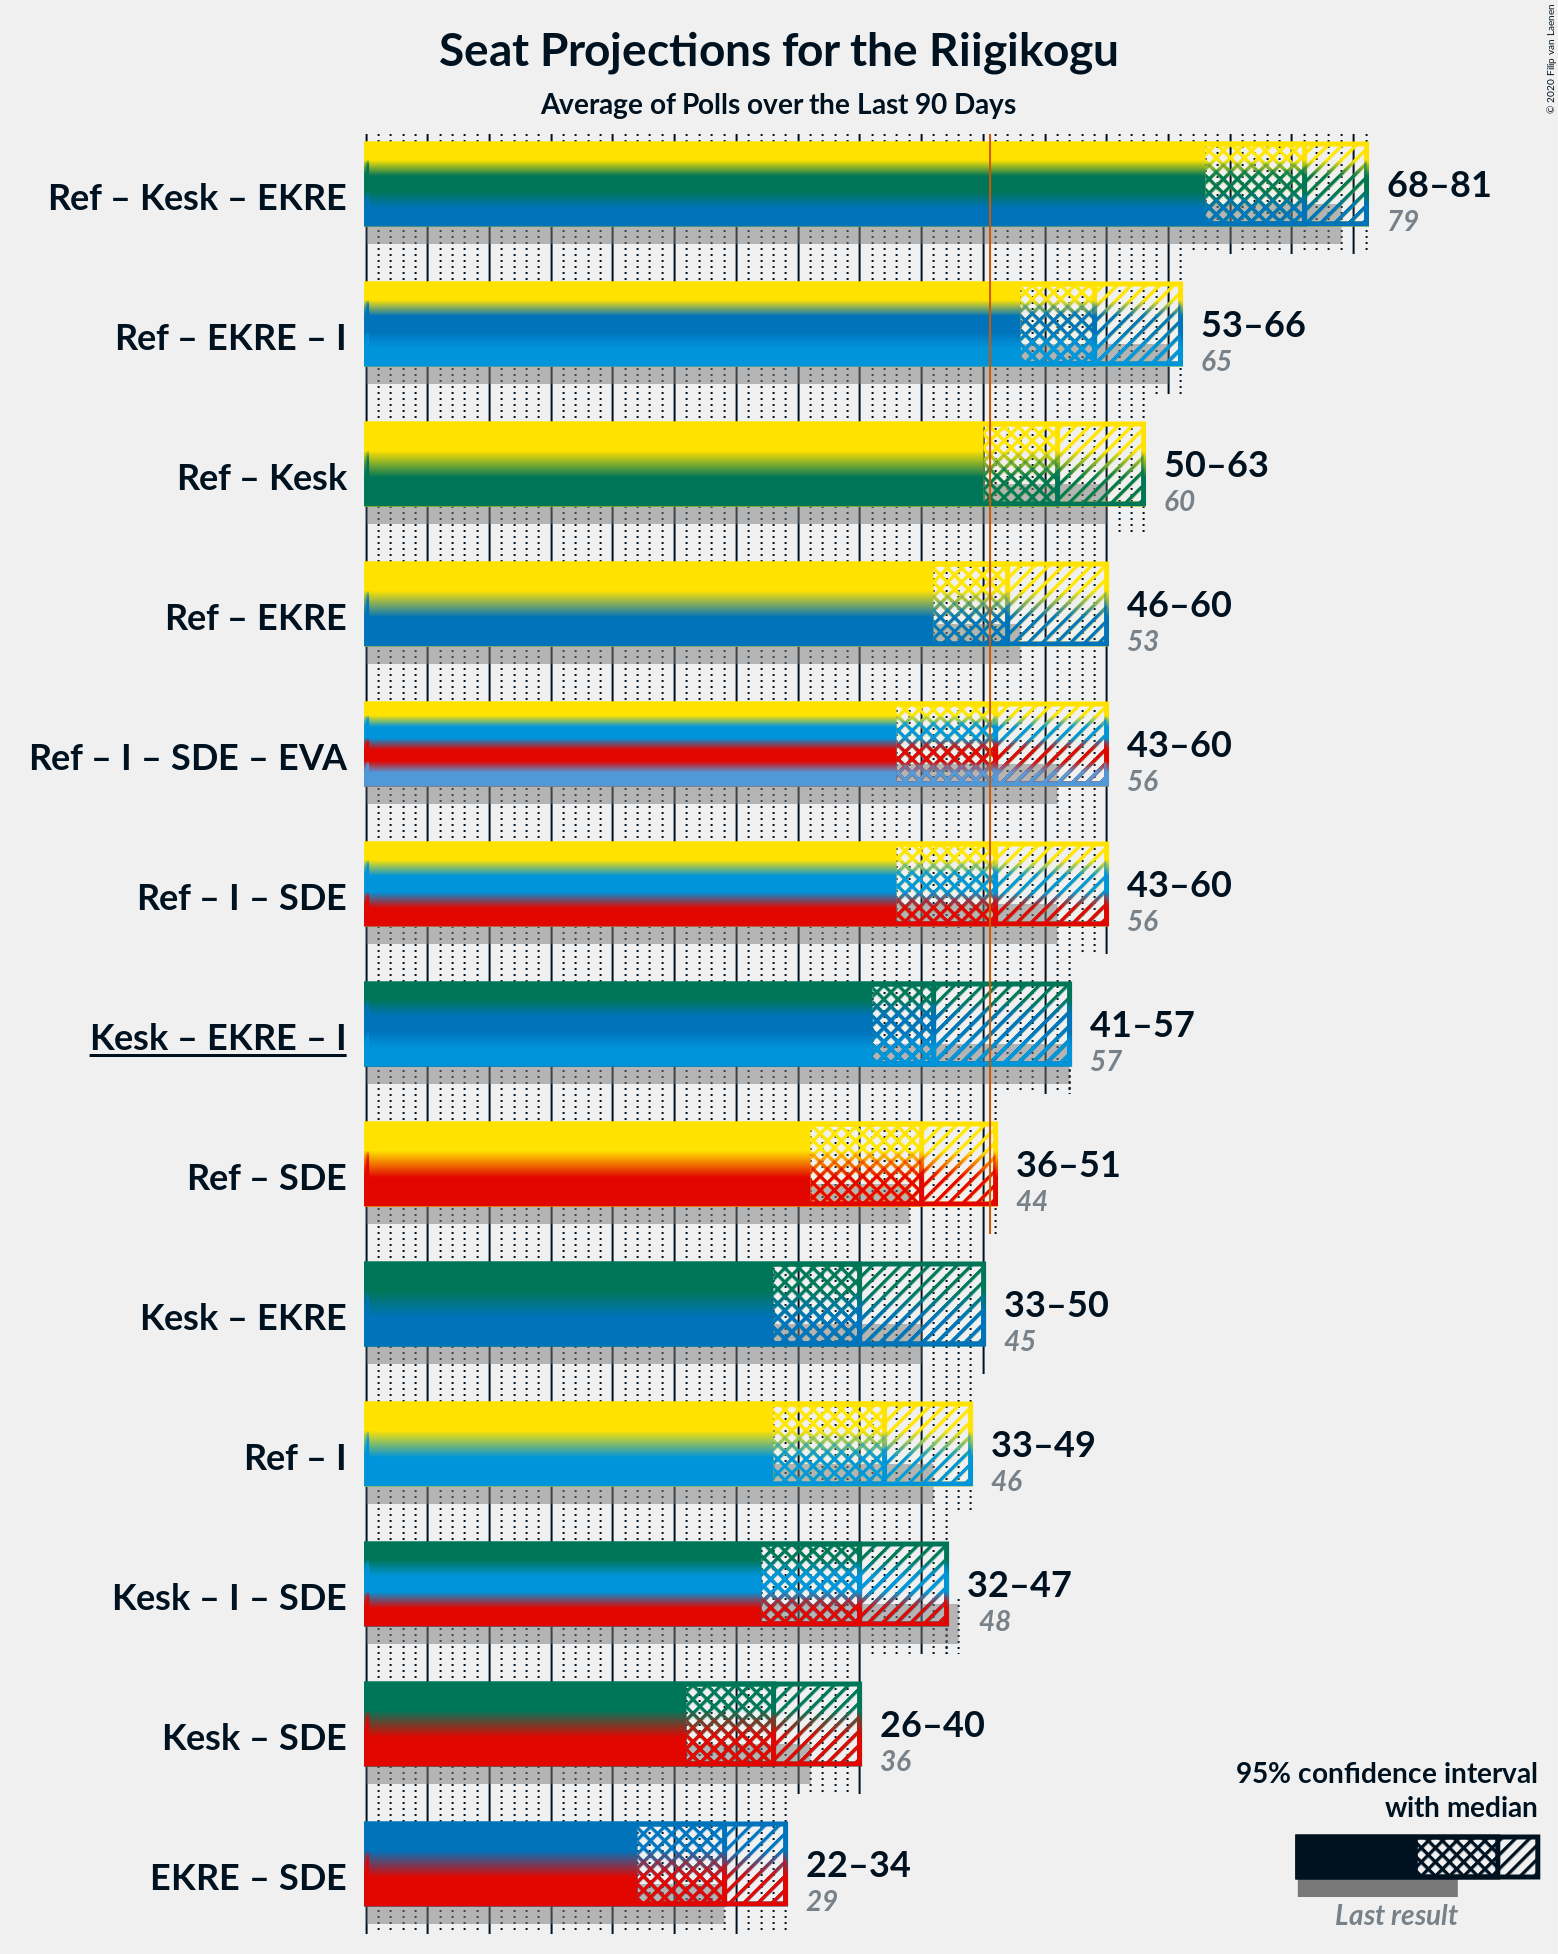 Seat Projections for the Riigikogu
Average of Polls over the Last 90 Days
© 2020 Filip van Laenen
Ref – Kesk – EKRE
68–81
79
Ref – EKRE – I
53–66
65
Ref – Kesk
50–63
60
Ref – EKRE
46–60
53
Ref – I – SDE – EVA
43–60
56
Ref – I – SDE
43–60
56
Kesk – EKRE – I
41–57
57
Ref – SDE
36–51
44
Kesk – EKRE
33–50
45
Ref – I
33–49
46
Kesk – I – SDE
32–47
48
Kesk – SDE
26–40
36
EKRE – SDE
22–34
29
95% confidence interval
with median
Last result